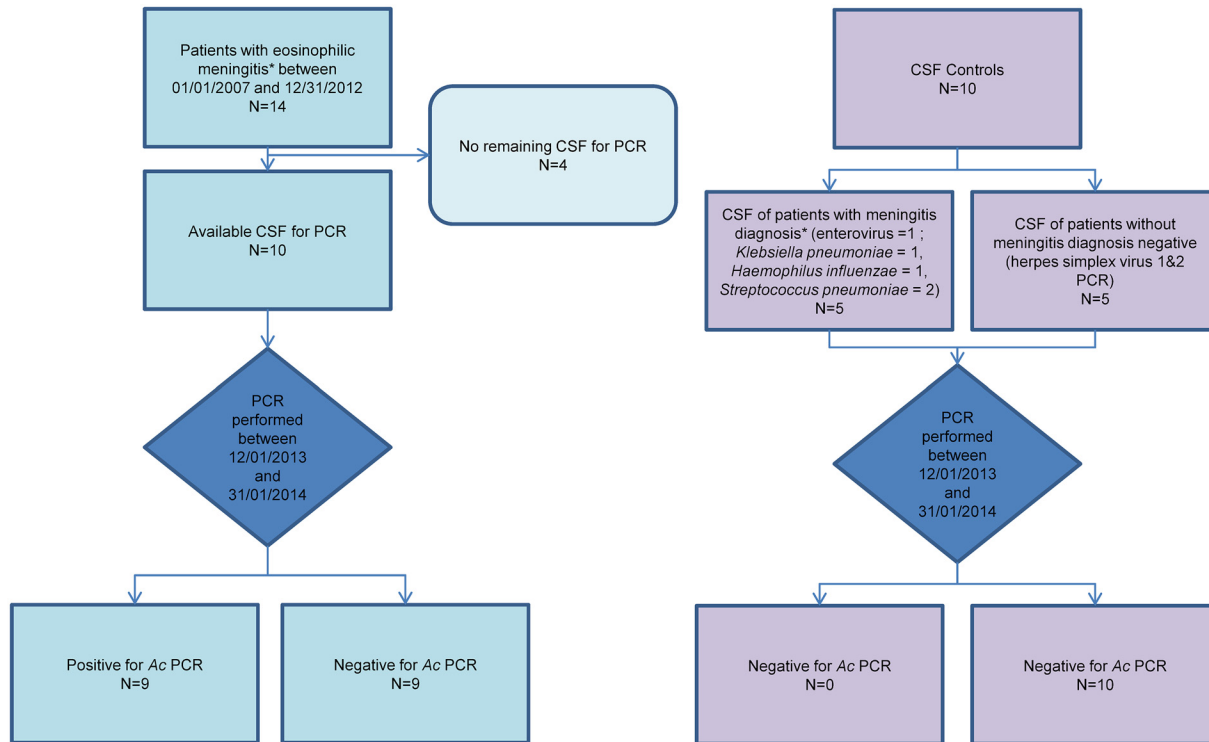 Patients with eosinophilic
meningitis* between
01/01/2007 and 12/31/2012
N=14
No remaining CSF for PCR
N=4
Available CSF for PCR
N=10
PCR
performed
between
12/01/2013
and
31/01/2014
Positive for Ac PCR
N=9
Negative for Ac PCR
N=9
CSF Controls
N=10
CSF of patients with meningitis
diagnosis* (enterovirus =1 ;
Klebsiella pneumoniae = 1,
Haemophilus influenzae = 1,
Streptococcus pneumoniae = 2)
N=5
CSF of patients without
meningitis diagnosis negative
(herpes simplex virus 1&2
PCR)
N=5
PCR
performed
between
12/01/2013
and
31/01/2014
Negative for Ac PCR
N=0
Negative for Ac PCR
N=10